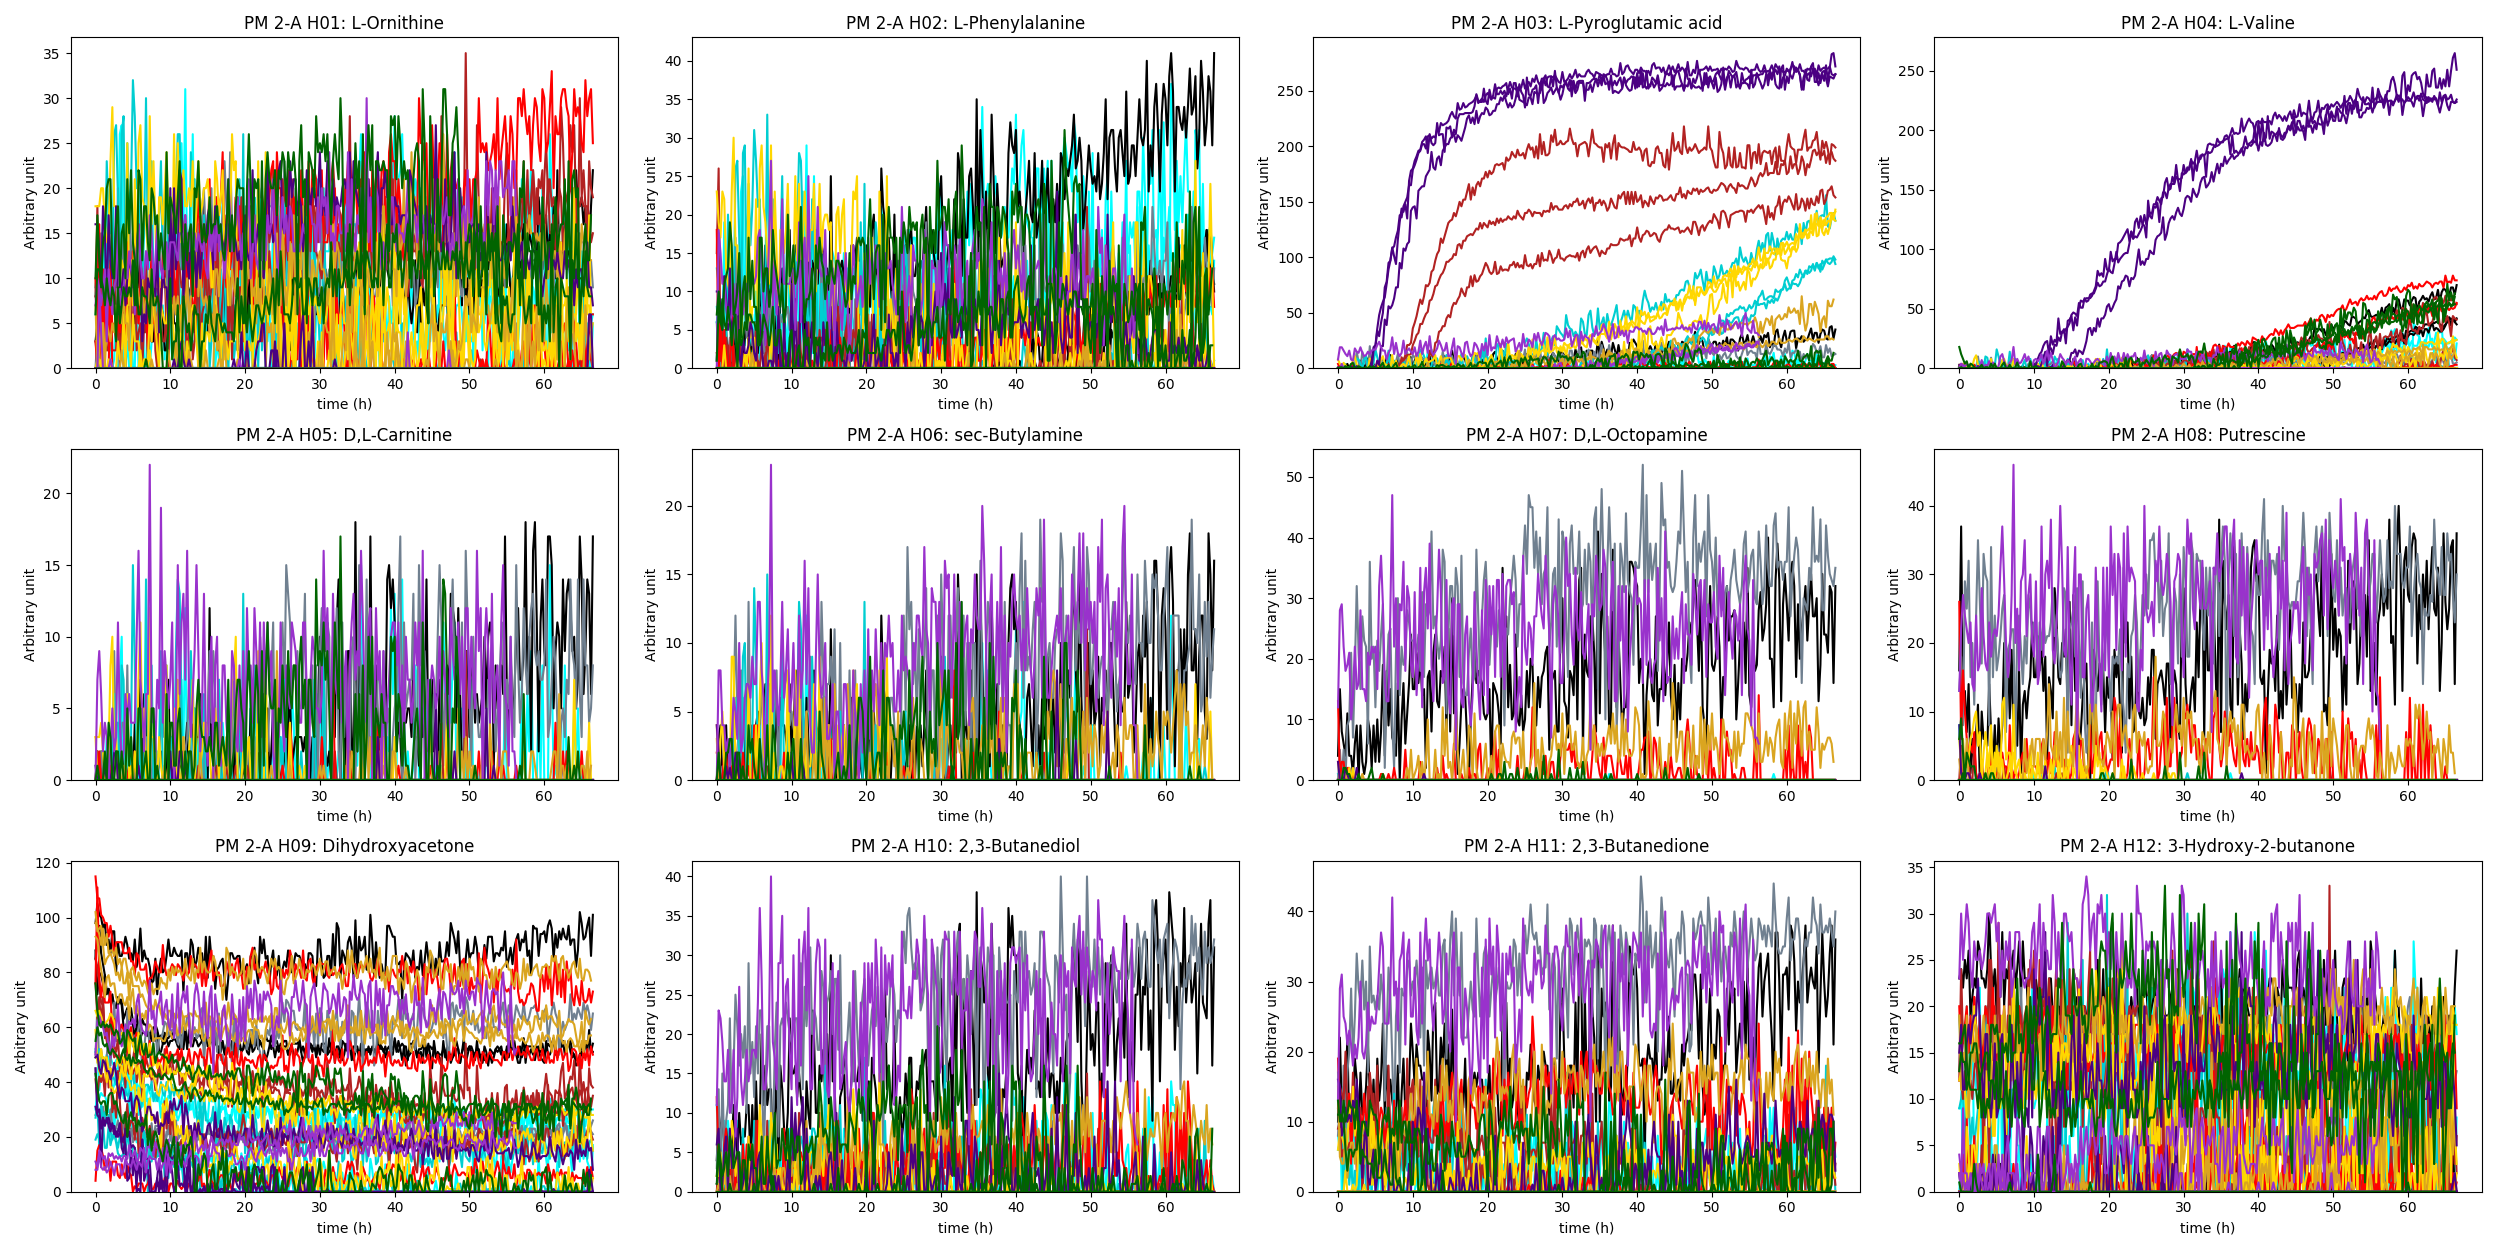 PM 2-A H01: L-Ornithine
PM 2-A H02: L-Phenylalanine
PM 2-A H03: L-Pyroglutamic acid
PM 2-A H04: L-Valine
Arbitrary unit
35
30
25
20
15
10
5
0
0 10 20 30 40 50 60
time (h)
Arbitrary unit
40
35
30
25
20
15
10
5
0
0 10 20 30 40 50 60
time (h)
Arbitrary unit
250
200
150
100
50
0
0 10 20 30 40 50 60
time (h)
Arbitrary unit
250
200
150
100
50
0
0 10 20 30 40 50 60
time (h)
PM 2-A H05: D,L-Carnitine
PM 2-A H06: sec-Butylamine
PM 2-A H07: D,L-Octopamine
PM 2-A H08: Putrescine
Arbitrary unit
20
15
10
5
0
0 10 20 30 40 50 60
time (h)
Arbitrary unit
20
15
10
5
0
0 10 20 30 40 50 60
time (h)
Arbitrary unit
50
40
30
20
10
0
0 10 20 30 40 50 60
time (h)
Arbitrary unit
40
30
20
10
0
0 10 20 30 40 50 60
time (h)
PM 2-A H09: Dihydroxyacetone
PM 2-A H10: 2,3-Butanediol
PM 2-A H11: 2,3-Butanedione
PM 2-A H12: 3-Hydroxy-2-butanone
Arbitrary unit
120
100
80
60
40
20
0
0 10 20 30 40 50 60
time (h)
Arbitrary unit
40
35
30
25
20
15
10
5
0
0 10 20 30 40 50 60
time (h)
Arbitrary unit
40
30
20
10
0
0 10 20 30 40 50 60
time (h)
Arbitrary unit
35
30
25
20
15
10
5
0
0 10 20 30 40 50 60
time (h)